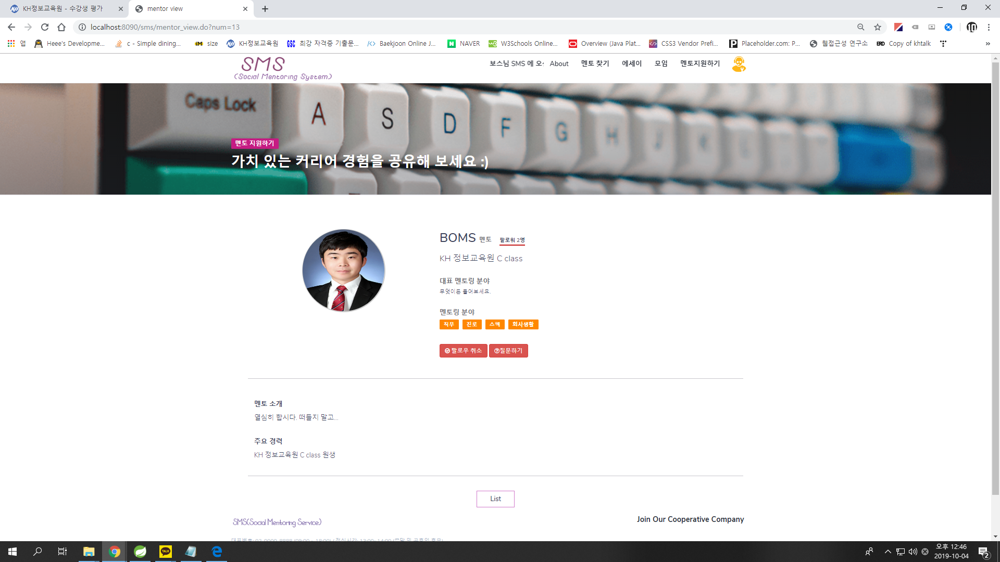 KH정보교육원 - 수강생 평가
mentor view
localhost:8090/sms/mentor_view.do?num=13
앱
Heee's Developme...
c - Simple dining...
size
KH정보교육원
최강 자격증 기출문...
Baekjoon Online J...
NAVER
W3Schools Online...
Overview (Java Plat...
CSS3 Vendor Prefi...
Placeholder.com: P...
웹접근성 연구소
ERD
Copy of khtalk
SMS
(Social Mentoring System)
보스님 SMS 에 오
About
멘토 찾기
에세이
모임
멘토지원하기
Caps Lock
A
S
D
F
G
H
J
K
L
멘토 지원하기
가치 있는 커리어 경험을 공유해 보세요 :)
BOMS 멘토 팔로워 2명
KH 정보교육원 C class
대표 멘토링 분야
무엇이든 물어보세요.
멘토링 분야
직무
진로
스펙
회사생활
팔로우 취소
질문하기
멘토 소개
열심히 합시다. 떠들지 말고...
주요 경력
KH 정보교육원 C class 원생
List
SMS(Social Mentoring Service)
Join Our Cooperative Company
TALK
오후 12:46
2019-10-04
2